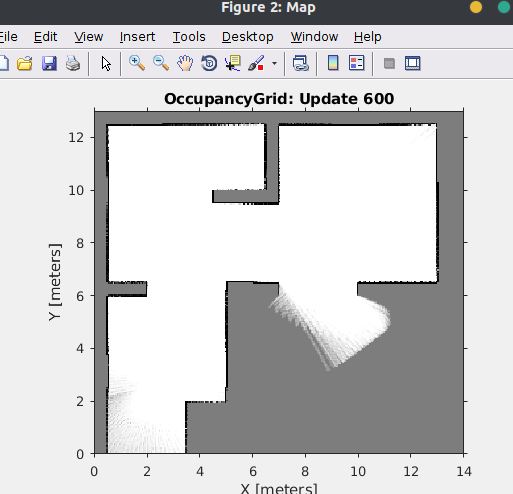 Figure 2: Map
File Edit View Insert Tools Desktop Window Help
OccupancyGrid: Update 600
12
10
8
6
4
2
0
Y [meters]
0 2 4 6 8 10 12 14
X [meters]